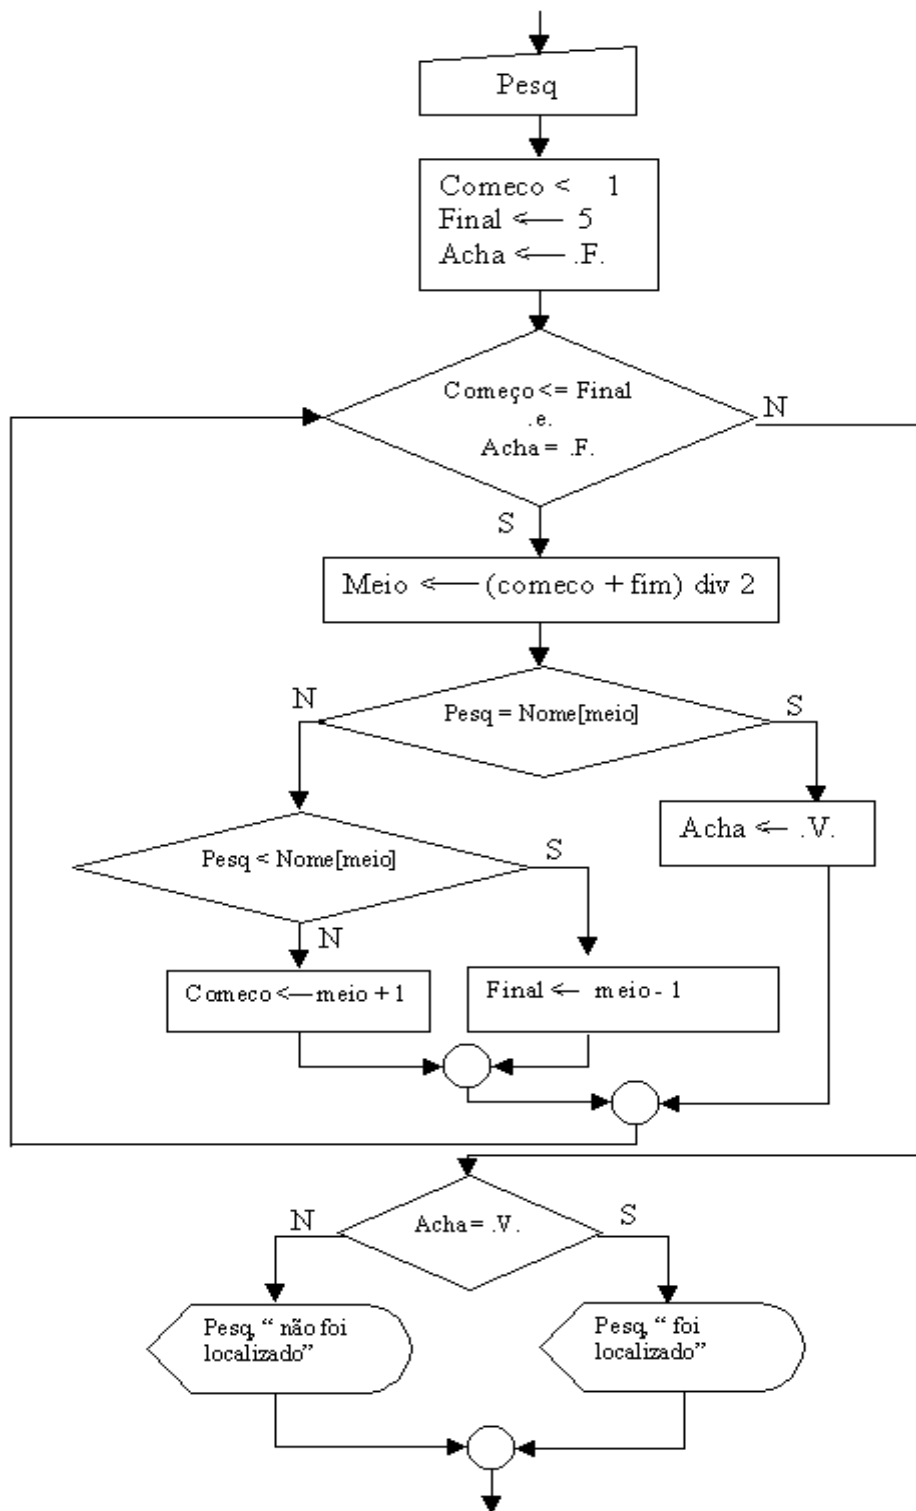 Pesq
Comeco <    1
Final <— 5
Acha <— .F.
Começo <= Final
.e.
Acha = .F.
N
S
Meio <— (comeco + fim) div 2
N
Pesq = Nome[meio]
S
Acha <— .V.
Pesq < Nome[meio]
S
N
Comeco <— meio + 1
Final <— meio - 1
N
Acha = .V.
S
Pesq, “ não foi
localizado”
Pesq, “ foi
localizado”